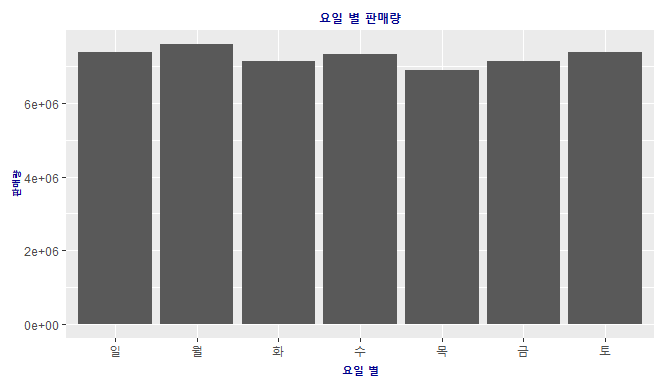 요일 별 판매량
판매량
6e+06
4e+06
2e+06
0e+00
일 월 화 수 목 금 토
요일 별